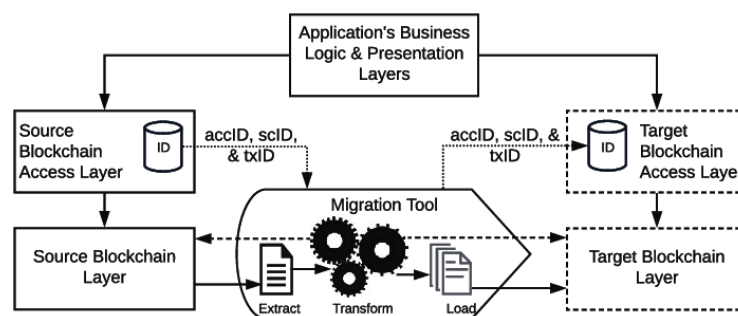 Application's Business
Logic & Presentation
Layers
Source
Blockchain
Access Layer
ID
accID, scID,
& txID
accID, scID, &
txID
ID
Target
Blockchain
Access Layer
Migration Tool
Source Blockchain
Layer
Extract
Transform
Load
Target Blockchain
Layer